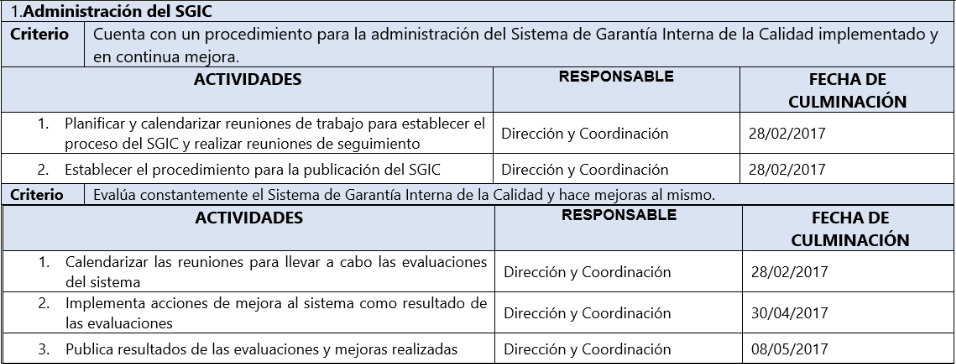 1.Administración del SGIC
Criterio Cuenta con un procedimiento para la administración del Sistema de Garantía Interna de la Calidad implementado y
en continua mejora.
ACTIVIDADES RESPONSABLE FECHA DE
CULMINACIÓN
1. Planificar y calendarizar reuniones de trabajo para establecer el
proceso del SGIC y realizar reuniones de seguimiento Dirección y Coordinación 28/02/2017
2. Establecer el procedimiento para la publicación del SGIC Dirección y Coordinación 28/02/2017
Criterio Evalúa constantemente el Sistema de Garantía Interna de la Calidad y hace mejoras al mismo.
ACTIVIDADES RESPONSABLE FECHA DE
CULMINACIÓN
1. Calendarizar las reuniones para llevar a cabo las evaluaciones
del sistema Dirección y Coordinación 28/02/2017
2. Implementa acciones de mejora al sistema como resultado de
las evaluaciones Dirección y Coordinación 30/04/2017
3. Publica resultados de las evaluaciones y mejoras realizadas Dirección y Coordinación 08/05/2017